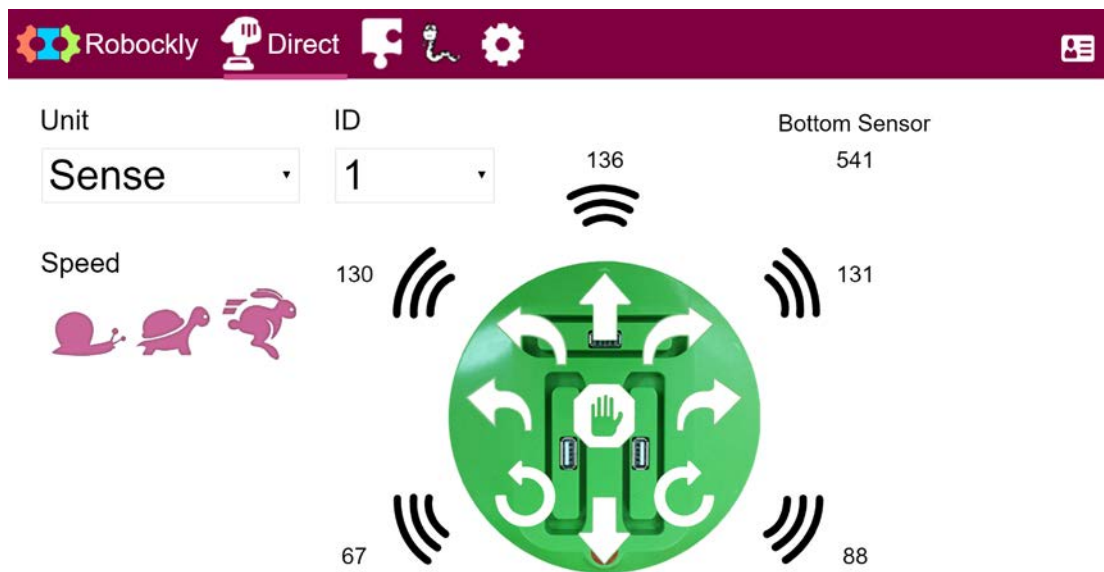 Robockly Direct
Unit
ID
Bottom Sensor
Sense
1
136
541
Speed
130
131
67
88